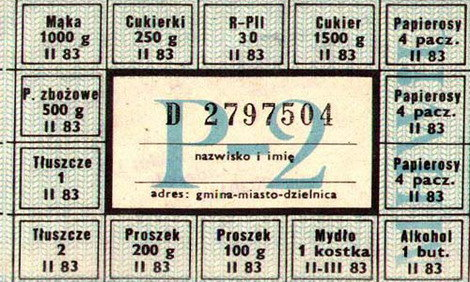 Mąka
1000 g
II 83
Cukierki
250 g
II 83
R-PII
30
II 83
Cukier
1500 g
II 83
Papierosy
4 pacz.
II 83
P. zbożowe
500 g
II 83
D 2797504
P-2
nazwisko i imię
adres: gmina-miasto-dzielnica
Papierosy
4 pacz.
II 83
Tłuszcze
1
II 83
Papierosy
4 pacz.
II 83
Tłuszcze
2
II 83
Proszek
200 g
II 83
Proszek
100 g
II 83
Mydło
1 kostka
II-III 83
Alkohol
1 but.
II 83